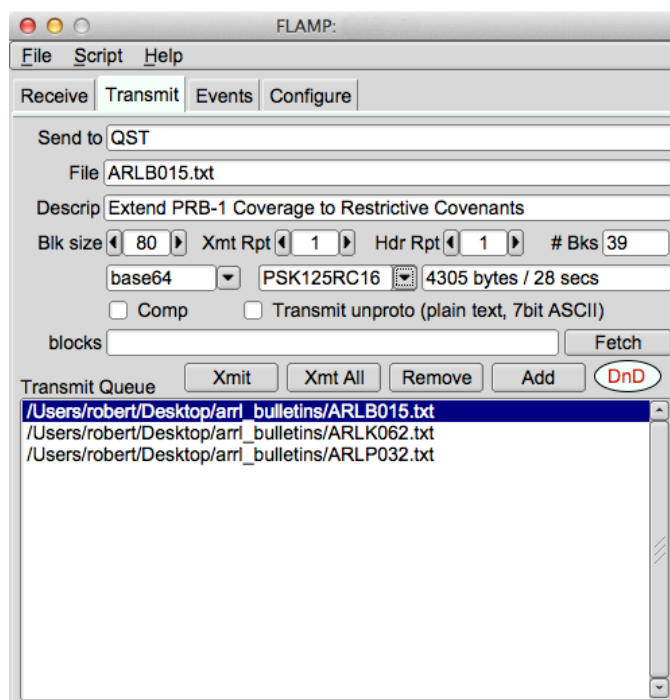 FLAMP:
File Script Help
Receive Transmit Events Configure
Send to QST
File ARLB015.txt
Descrip Extend PRB-1 Coverage to Restrictive Covenants
Blk size 80 Xmt Rpt 1 Hdr Rpt 1 # Bks 39
base64 PSK125RC16 4305 bytes / 28 secs
Comp Transmit unproto (plain text, 7bit ASCII)
blocks Fetch
Transmit Queue Xmit Xmt All Remove Add DnD
/Users/robert/Desktop/arrl_bulletins/ARLB015.txt
/Users/robert/Desktop/arrl_bulletins/ARLK062.txt
/Users/robert/Desktop/arrl_bulletins/ARLP032.txt